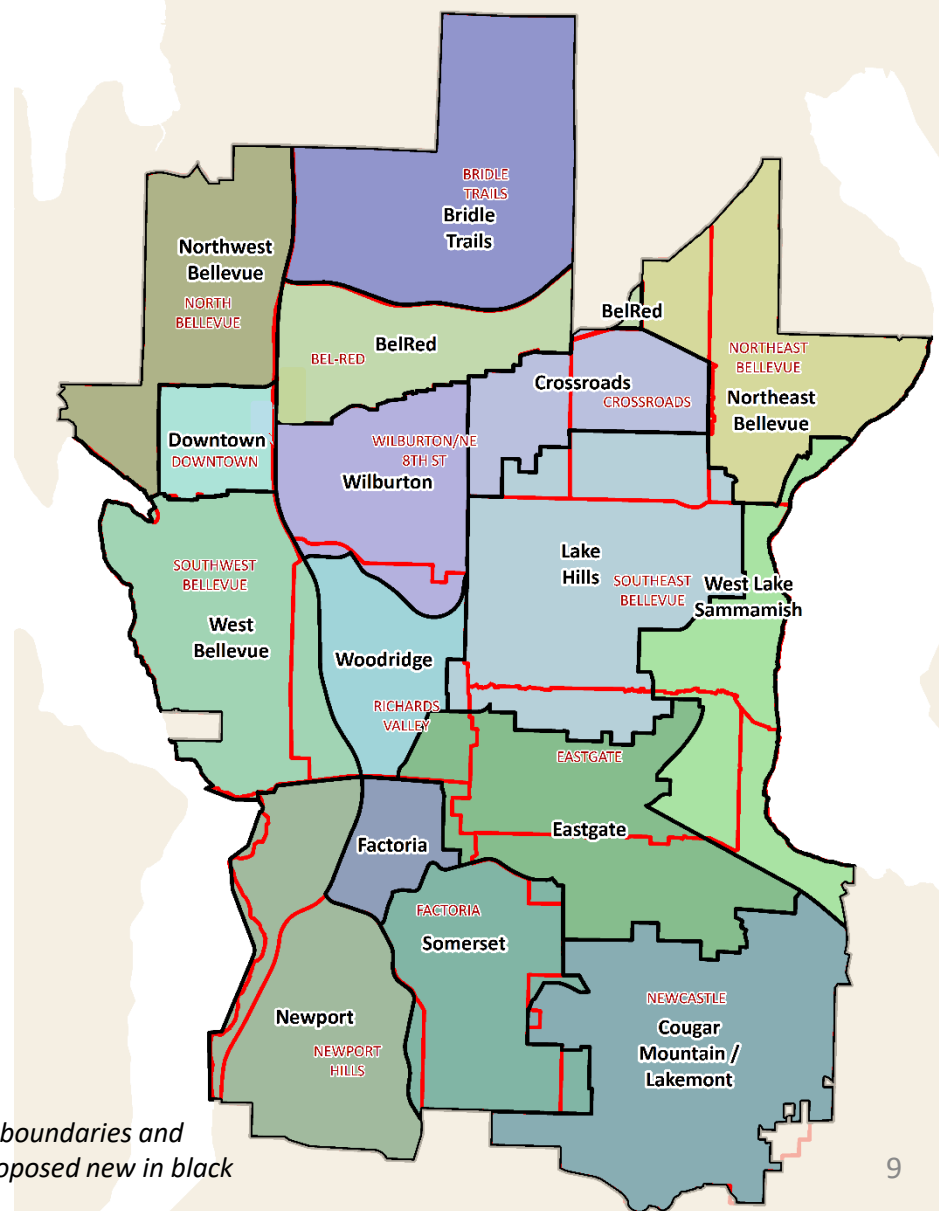 BRIDLE
TRAILS
Bridle
Trails
Northwest
Bellevue
NORTH
BELLEVUE
BelRed
BelRed
BEL-RED
NORTHEAST
BELLEVUE
Crossroads
CROSSROADS
Northeast
Bellevue
Downtown
DOWNTOWN
WILBURTON/NE
8TH ST
Wilburton
Lake
Hills
SOUTHWEST
BELLEVUE
SOUTHEAST
BELLEVUE
West Lake
Sammamish
West
Bellevue
Woodridge
RICHARDS
VALLEY
EASTGATE
Eastgate
Factoria
FACTORIA
Somerset
NEWCASTLE
Cougar
Mountain /
Lakemont
Newport
NEWPORT
HILLS
boundaries and
oposed new in black
9